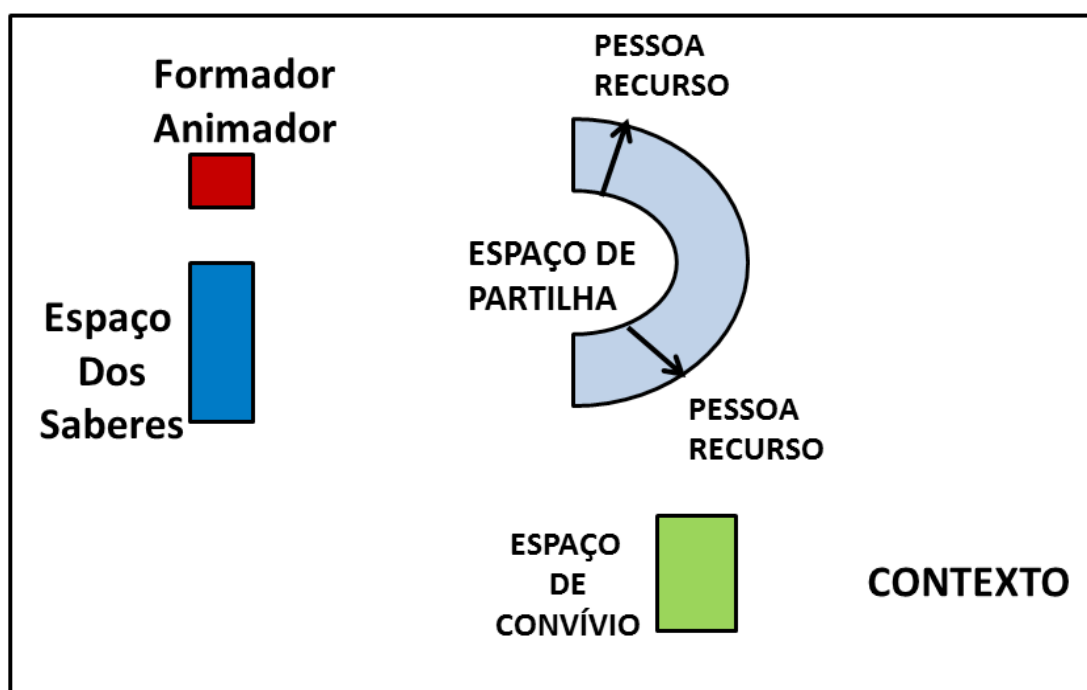 Formador
Animador
PESSOA
RECURSO
ESPAÇO DE
PARTILHA
Espaço
Dos
Saberes
PESSOA
RECURSO
ESPAÇO
DE
CONVÍVIO
CONTEXTO